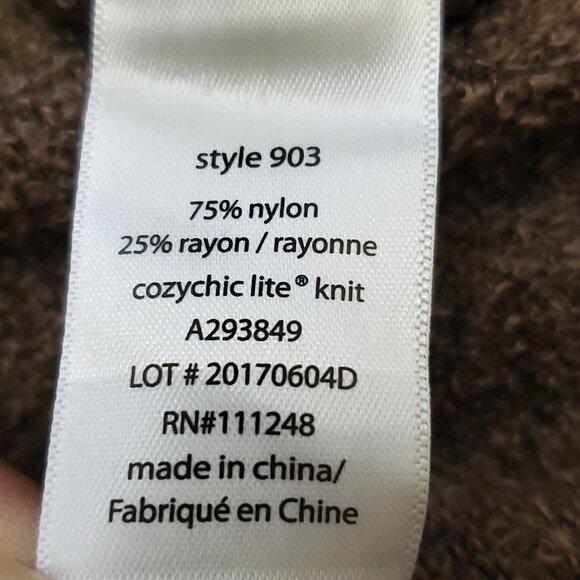 style 903
75% nylon
25% rayon / rayonne
cozychic lite® knit
A293849
LOT # 20170604D
RN#111248
made in china/
Fabriqué en Chine